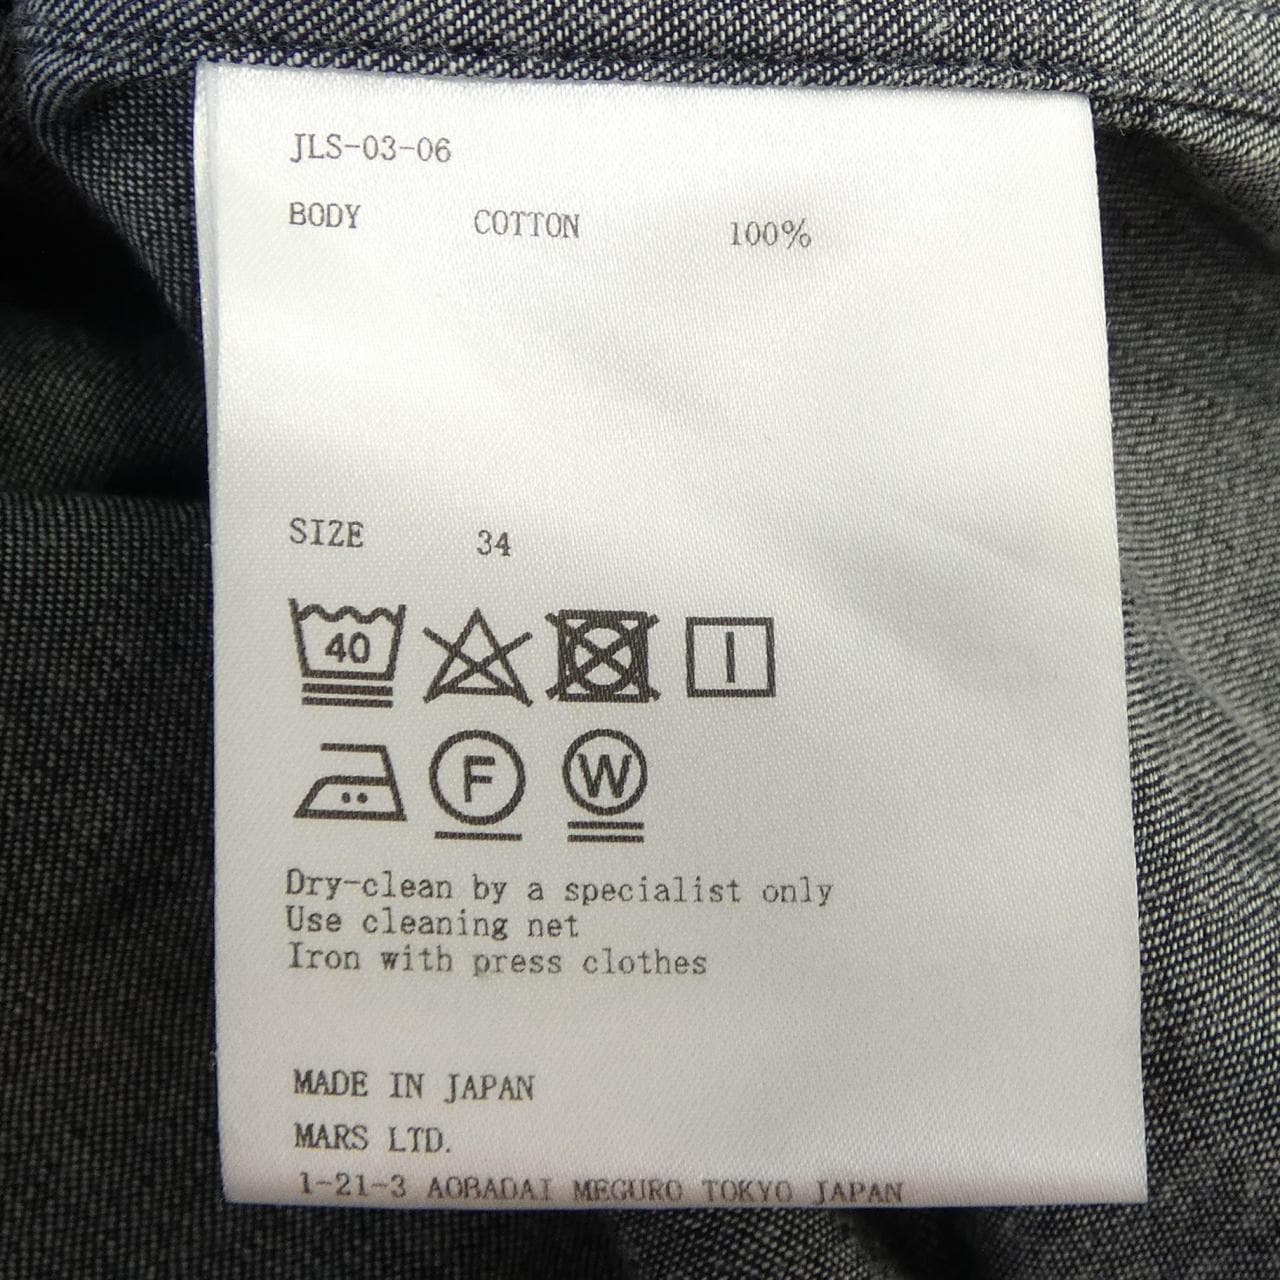 JLS-03-06
BODY COTTON 100%
SIZE 34
40
F W
Dry-clean by a specialist only
Use cleaning net
Iron with press clothes
MADE IN JAPAN
MARS LTD.
1-21-3 AOBADAI MEGURO TOKYO JAPAN